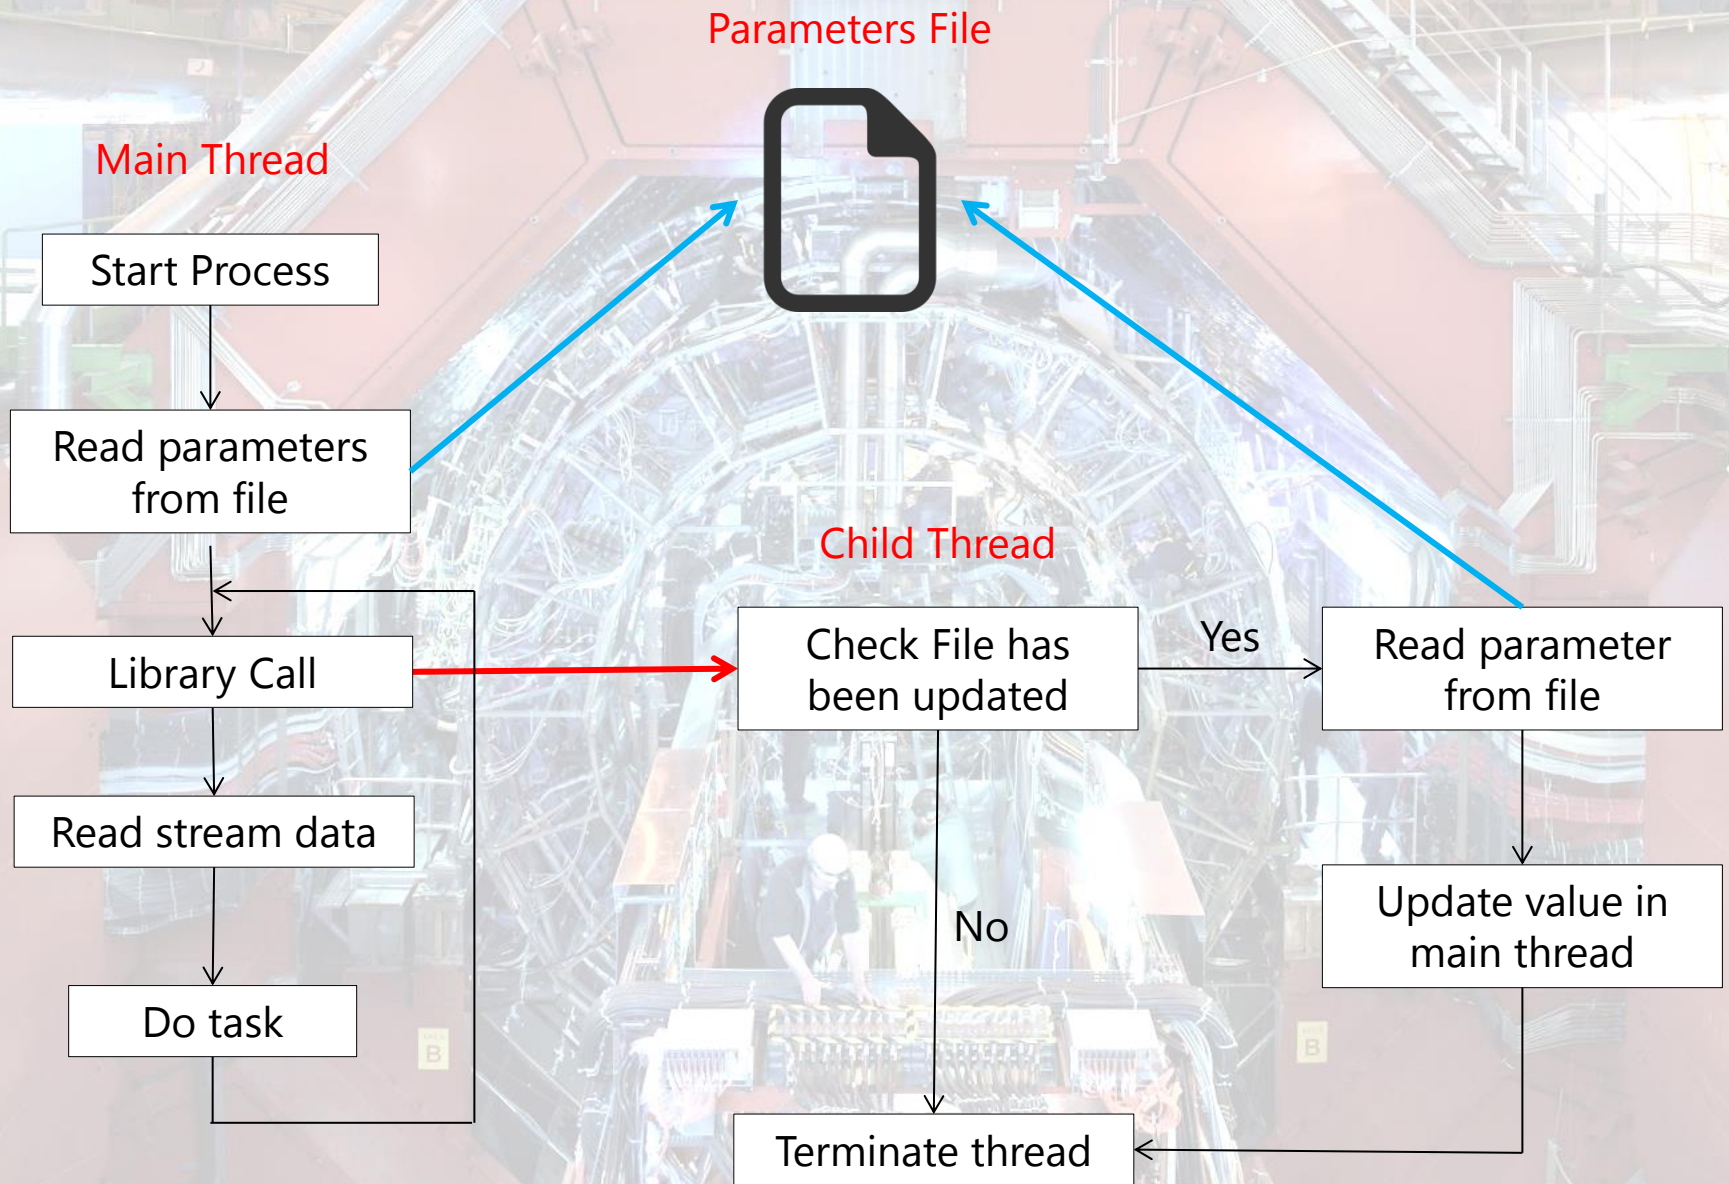 Parameters File
Main Thread
Start Process
Read parameters
from file
Library Call
Read stream data
Do task
Child Thread
Check File has
been updated
Yes
No
Read parameter
from file
Update value in
main thread
Terminate thread
B
B